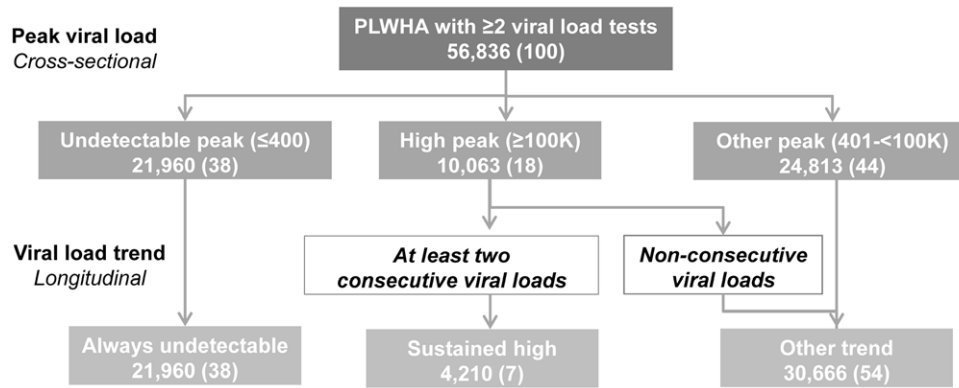 PLWHA with ≥2 viral load tests
56,836 (100)
Peak viral load
Cross-sectional
Undetectable peak (≤400)
21,960 (38)
High peak (≥100K)
10,063 (18)
Other peak (401-<100K)
24,813 (44)
Viral load trend
Longitudinal
At least two
consecutive viral loads
Non-consecutive
viral loads
Always undetectable
21,960 (38)
Sustained high
4,210 (7)
Other trend
30,666 (54)